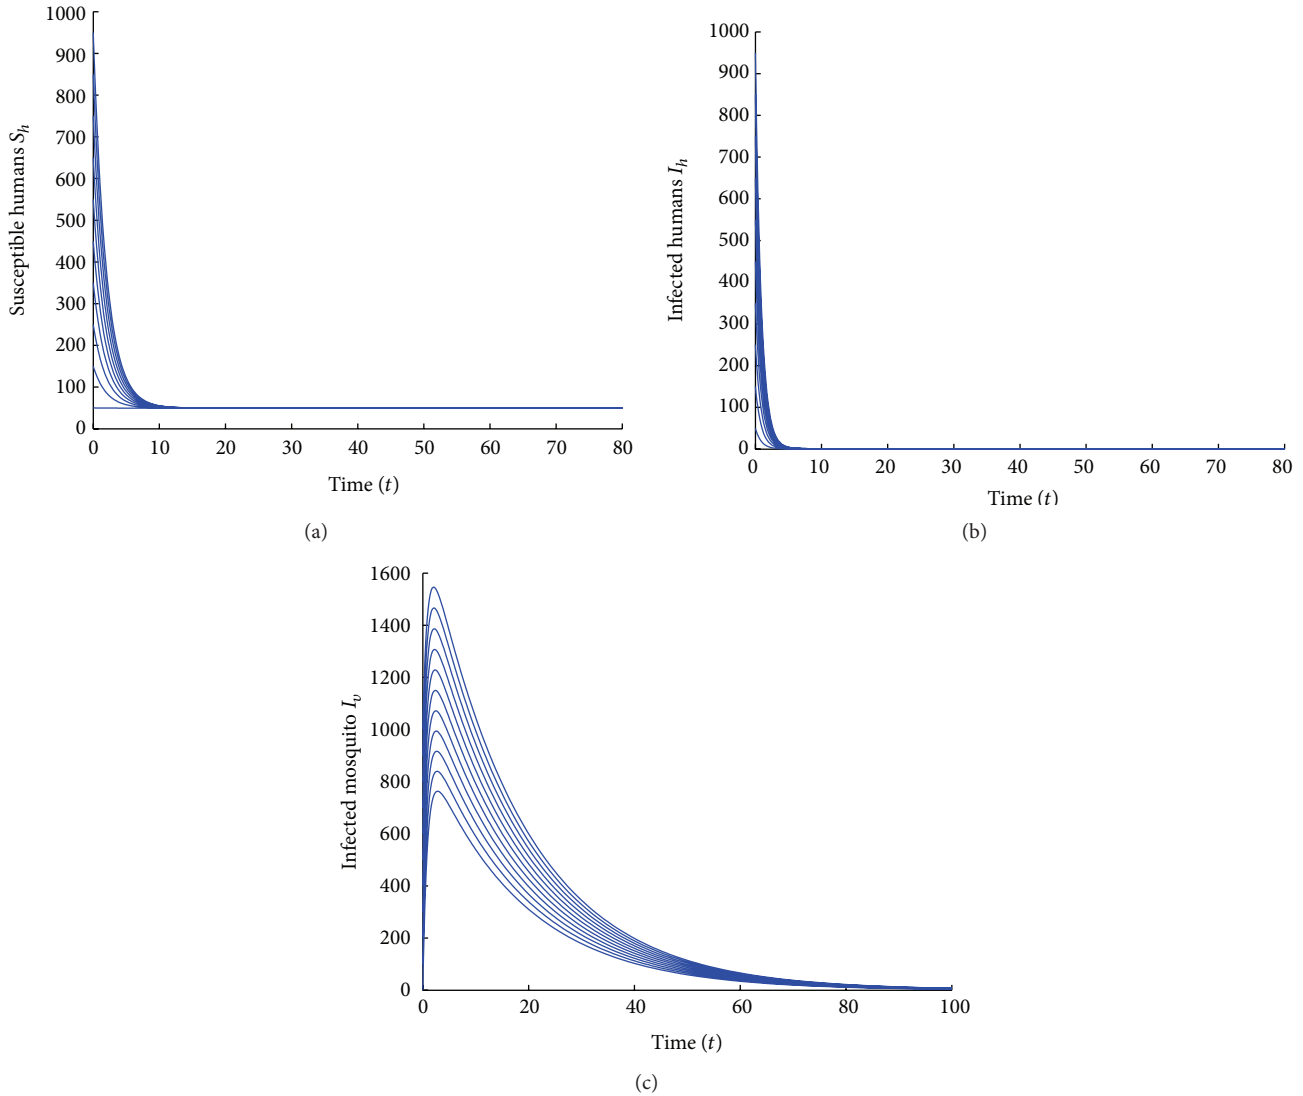 1000
900
800
700
600
500
400
300
200
100
0
Susceptible humans S_h
0 10 20 30 40 50 60 70 80
Time (t)
(a)
1000
900
800
700
600
500
400
300
200
100
0
Infected humans I_h
0 10 20 30 40 50 60 70 80
Time (t)
(b)
1600
1400
1200
1000
800
600
400
200
0
Infected mosquito I_v
0 20 40 60 80 100
Time (t)
(c)